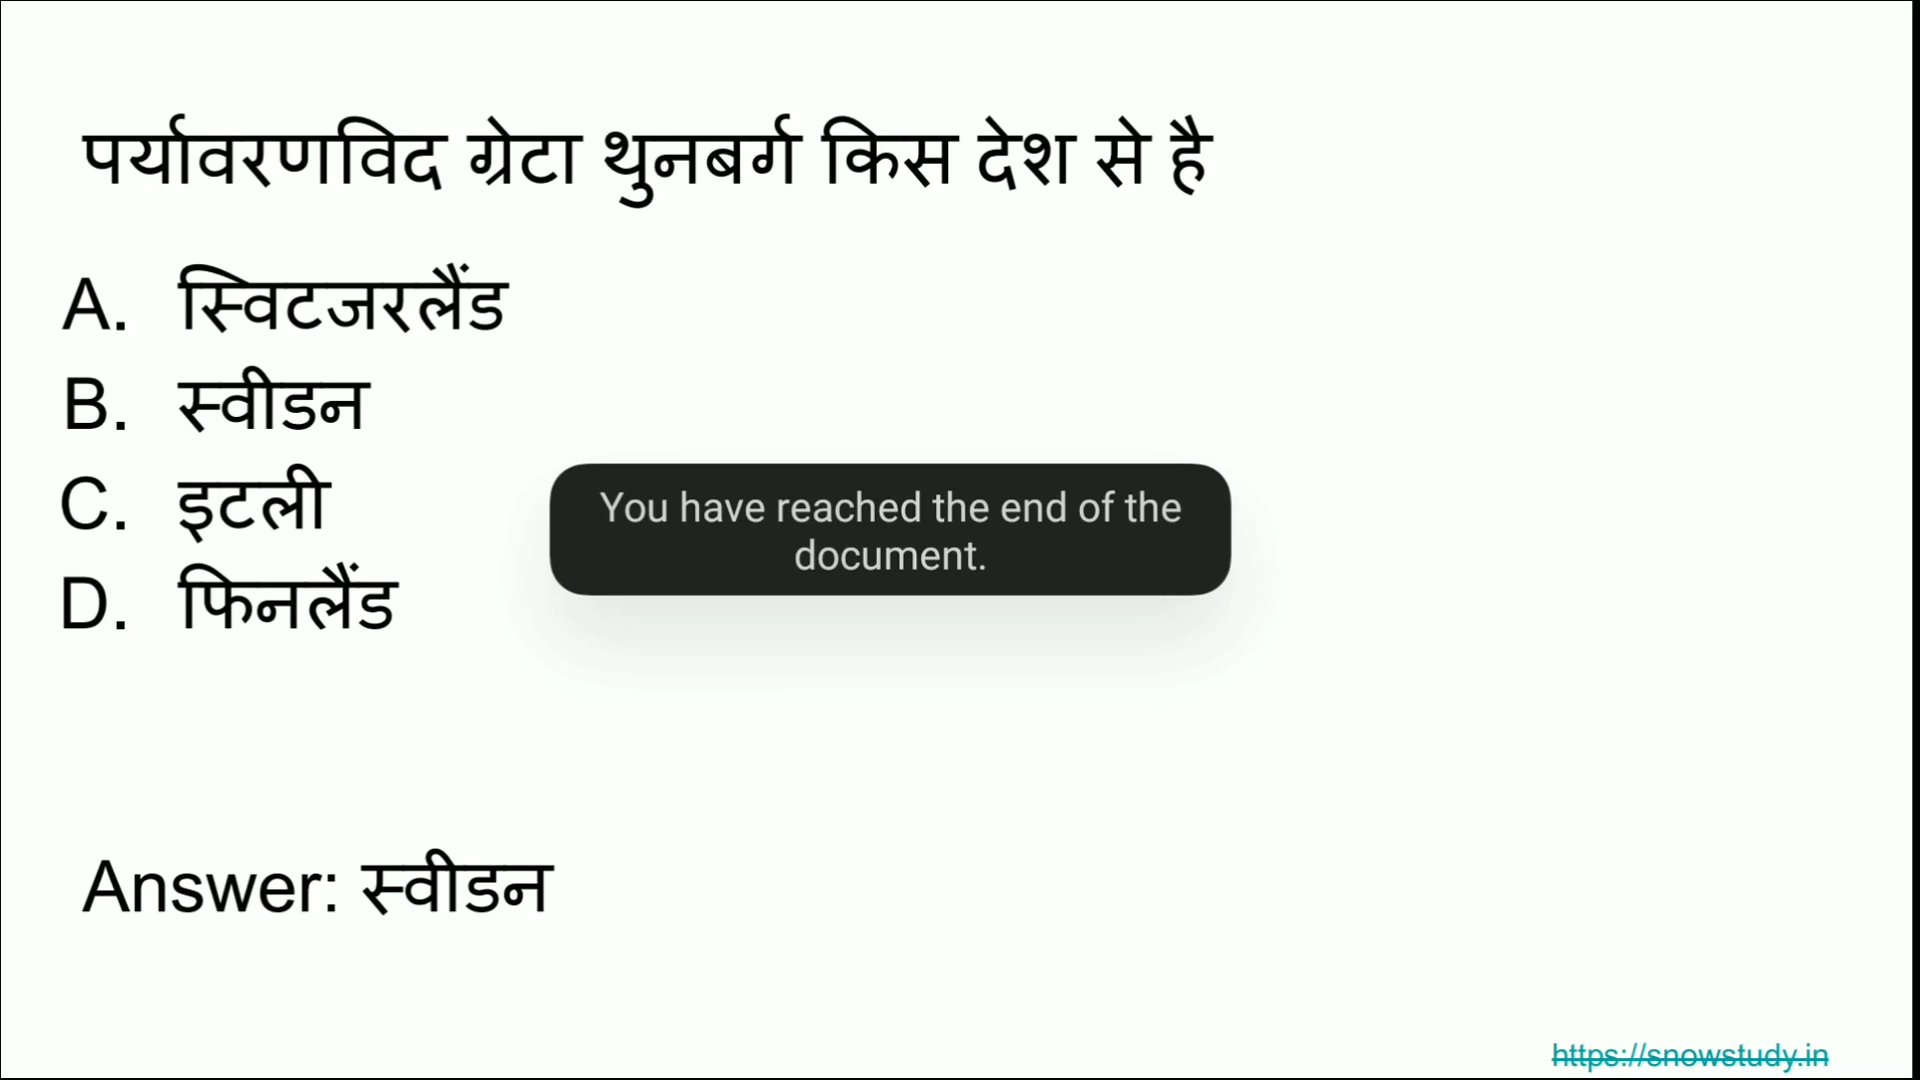 पर्यावरणविद ग्रेटा थुनबर्ग किस देश से है
A. स्विटजरलैंड
B. स्वीडन
C. इटली
D. फिनलैंड
You have reached the end of the
document.
Answer: स्वीडन
https://snowstudy.in